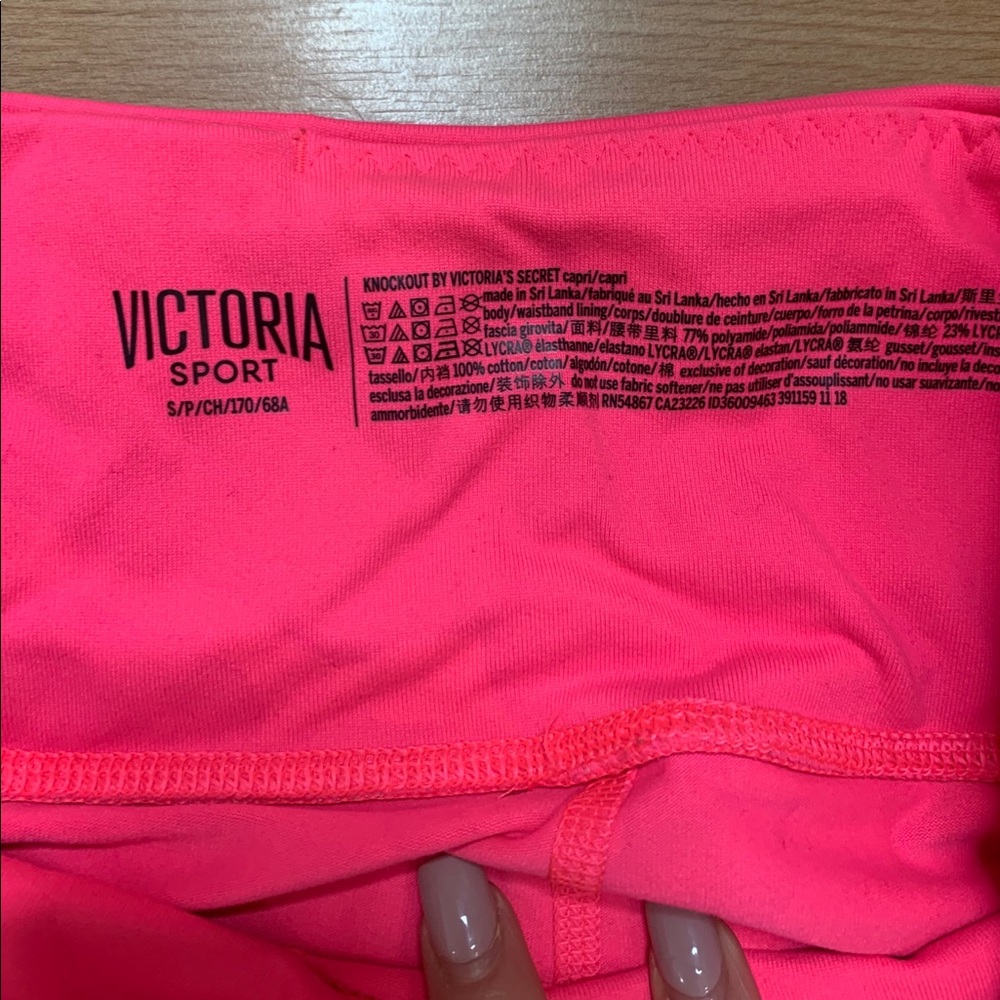 VICTORIA
SPORT
S/P/CH/170/68A
KNOCKOUT BY VICTORIA'S SECRET capri/capri
made in Sri Lanka/fabriqué au Sri Lanka/hecho en Sri Lanka/fabbricato in Sri Lanka/斯里
body/waistband lining/corps/doublure de ceinture/cuerpo/forro de la petrina/corpo/rivest
fascia girovita/面料/腰带里料 77% polyamide/poliamida/poliammide/锦纶 23% LYC
LYCRA® élasthanne/elastano LYCRA®/LYCRA® elastan/LYCRA® 氨纶 gusset/gousset/
tassello/内裆 100% cotton/coton/algodón/cotone/棉 exclusive of decoration/sauf décoration/no incluye la deco
esclusa la decorazione/装饰除外 do not use fabric softener/ne pas utiliser d'assouplissant/no usar suavizante/no
ammorbidente/请勿使用织物柔顺剂 RN54867 CA23226 ID36009463 391159 11 18